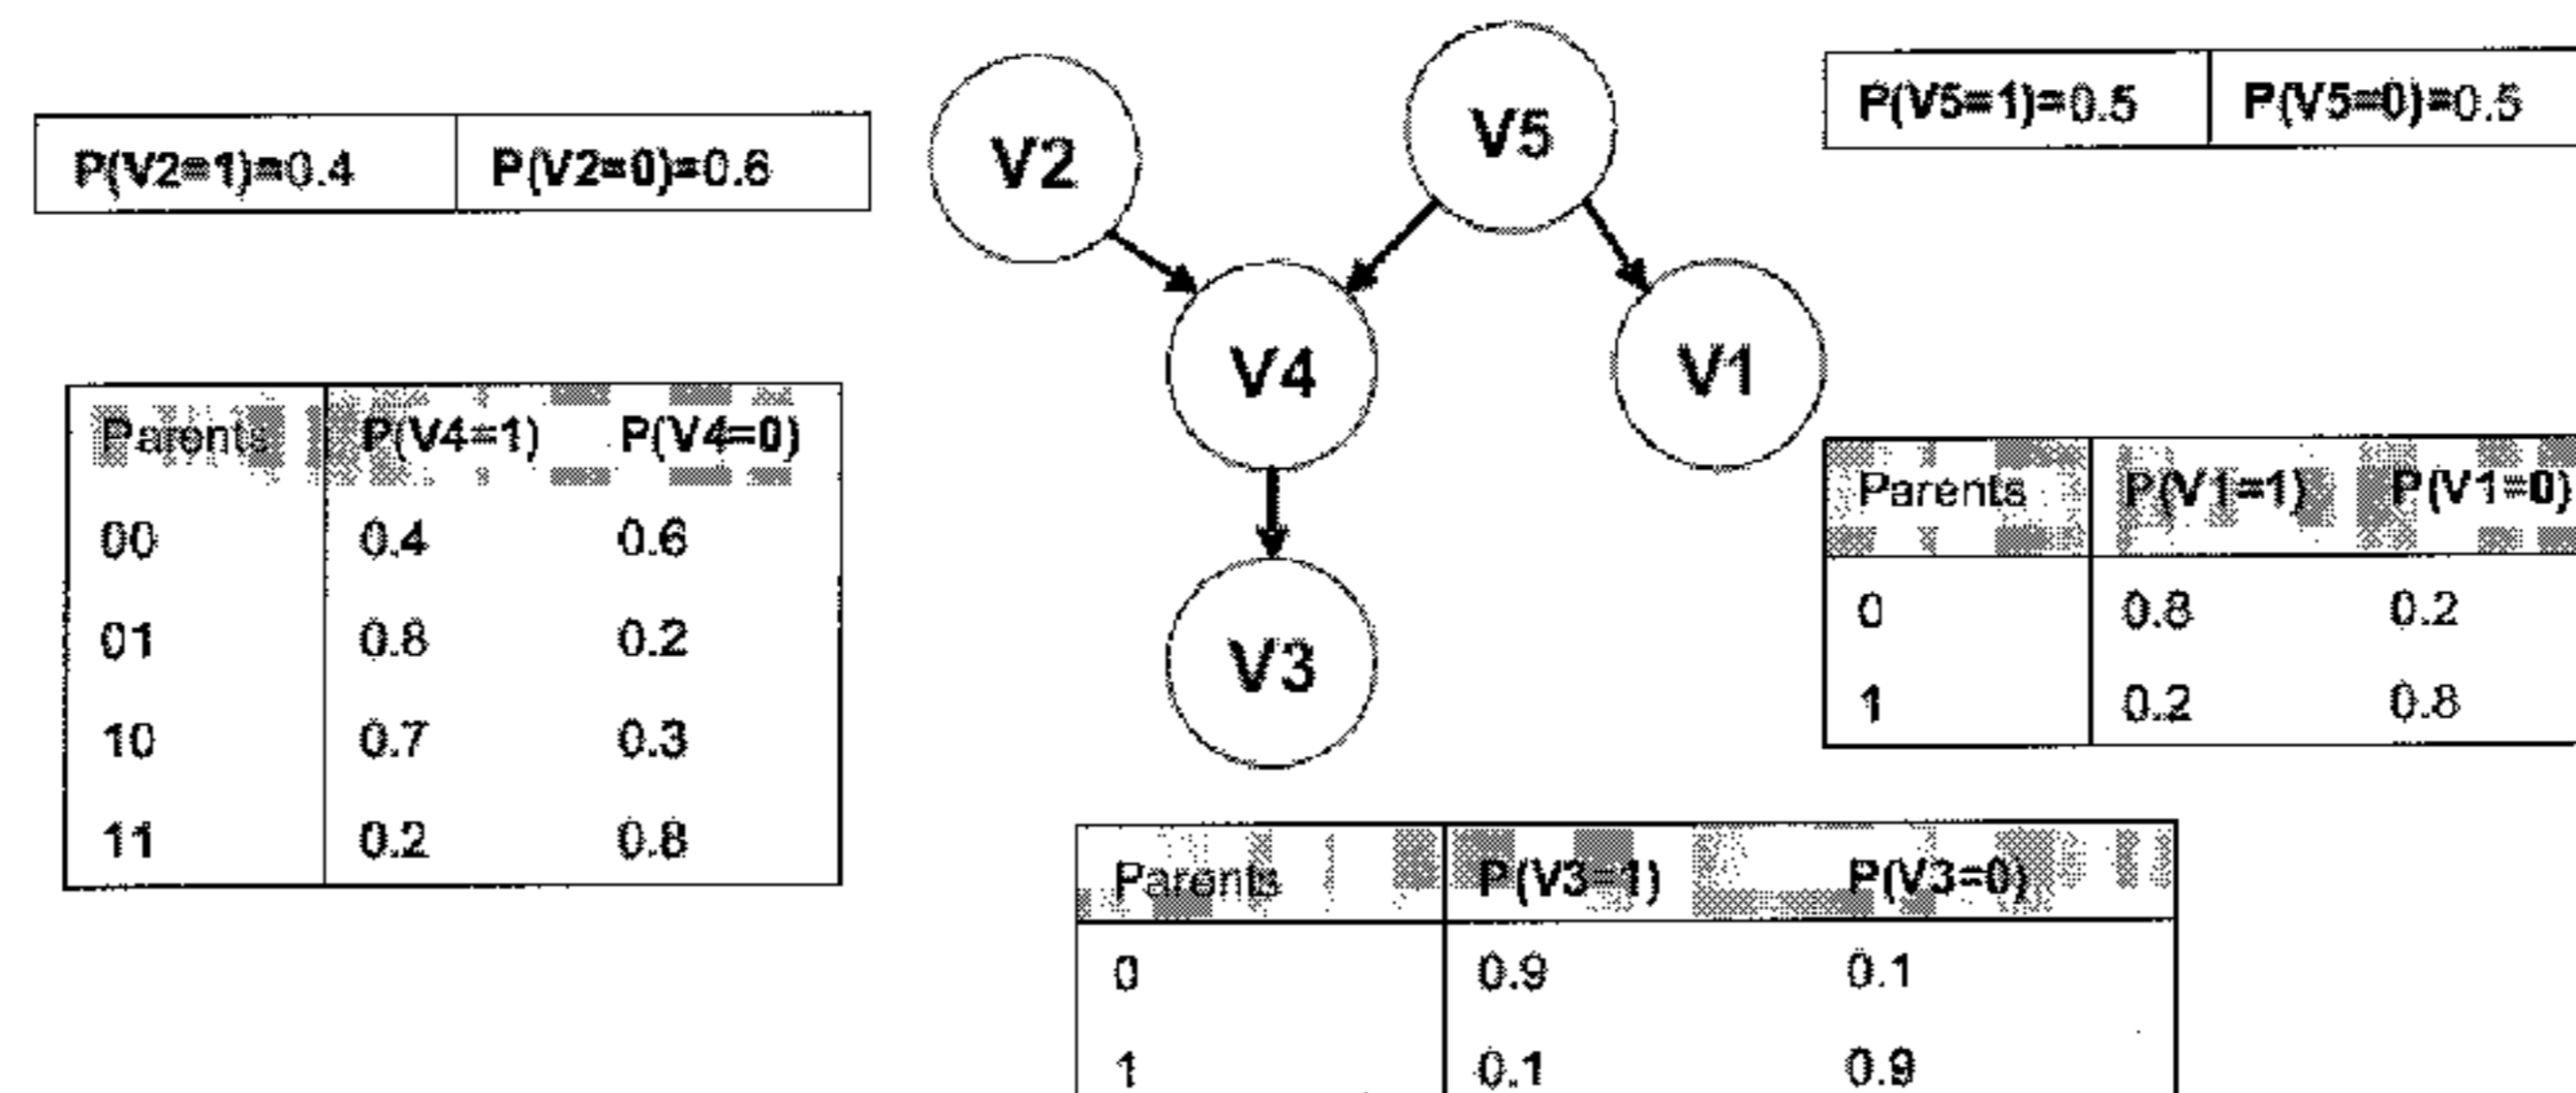 P(V2=1)=0.4 P(V2=0)=0.6
V2
V5
P(V5=1)=0.5 P(V5=0)=0.5
V4
V1
V3
Parents P(V4=1) P(V4=0)
00 0.4 0.6
01 0.8 0.2
10 0.7 0.3
11 0.2 0.8
Parents P(V1=1) P(V1=0)
0 0.8 0.2
1 0.2 0.8
Parents P(V3=1) P(V3=0)
0 0.9 0.1
1 0.1 0.9